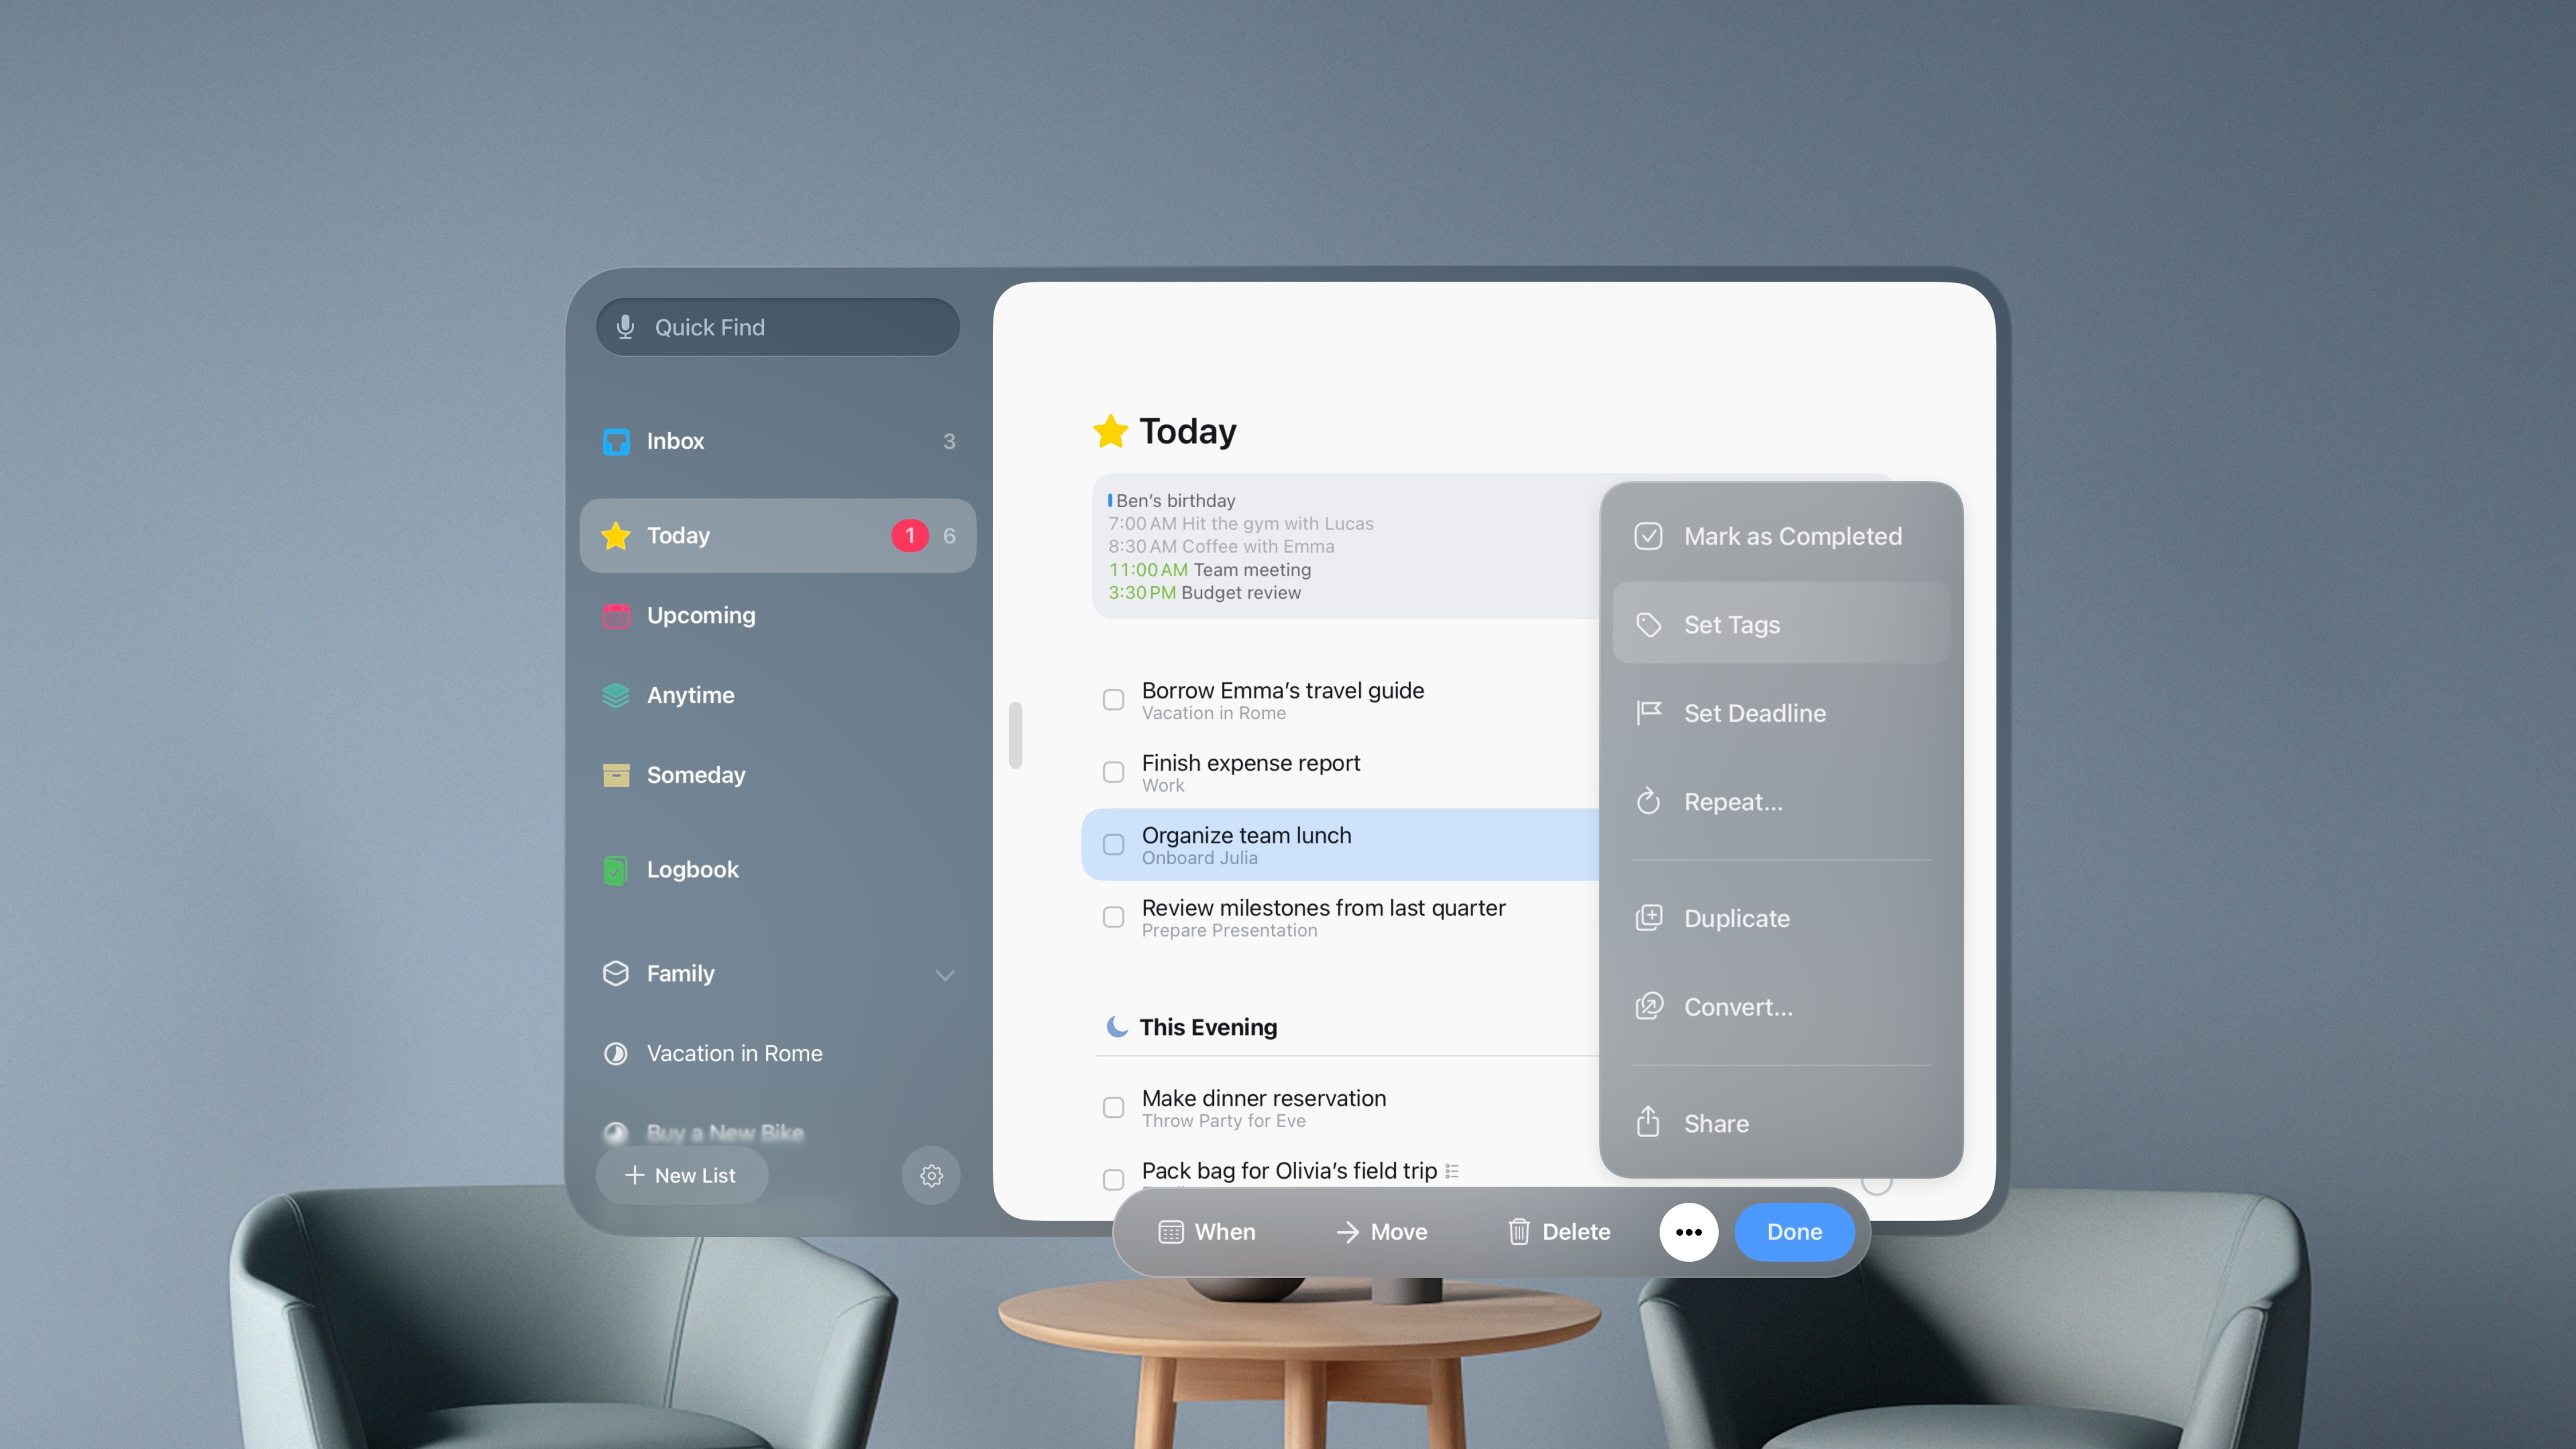 Quick Find
Inbox 3
Today 1 6
Upcoming
Anytime
Someday
Logbook
Family
Vacation in Rome
Buy a New Bike
New List
Today
Ben’s birthday
7:00 AM Hit the gym with Lucas
8:30 AM Coffee with Emma
11:00 AM Team meeting
3:30 PM Budget review
Borrow Emma’s travel guide
Vacation in Rome
Finish expense report
Work
Organize team lunch
Onboard Julia
Review milestones from last quarter
Prepare Presentation
This Evening
Make dinner reservation
Throw Party for Eve
Pack bag for Olivia’s field trip
Mark as Completed
Set Tags
Set Deadline
Repeat...
Duplicate
Convert...
Share
When Move Delete Done